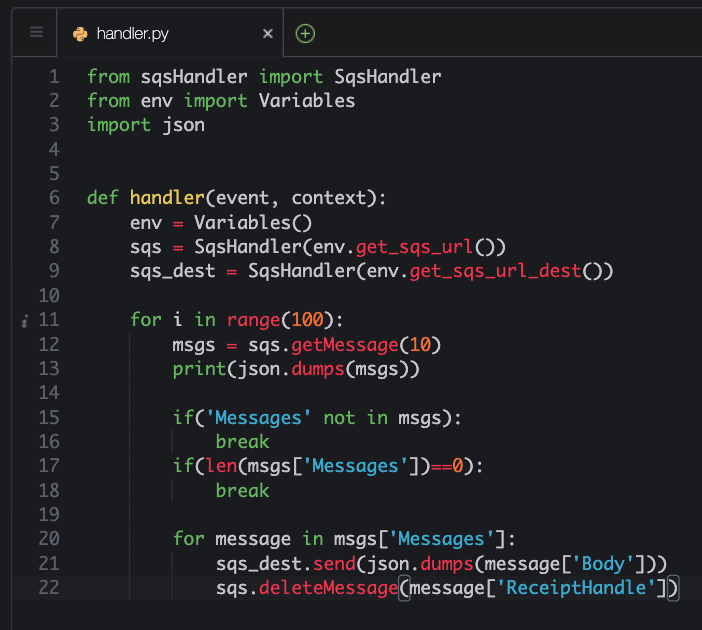 handler.py
1 from sqsHandler import SqsHandler
2 from env import Variables
3 import json
4
5
6 def handler(event, context):
7     env = Variables()
8     sqs = SqsHandler(env.get_sqs_url())
9     sqs_dest = SqsHandler(env.get_sqs_url_dest())
10
11     for i in range(100):
12         msgs = sqs.getMessage(10)
13         print(json.dumps(msgs))
14
15         if('Messages' not in msgs):
16             break
17         if(len(msgs['Messages'])==0):
18             break
19
20         for message in msgs['Messages']:
21             sqs_dest.send(json.dumps(message['Body']))
22             sqs.deleteMessage(message['ReceiptHandle'])